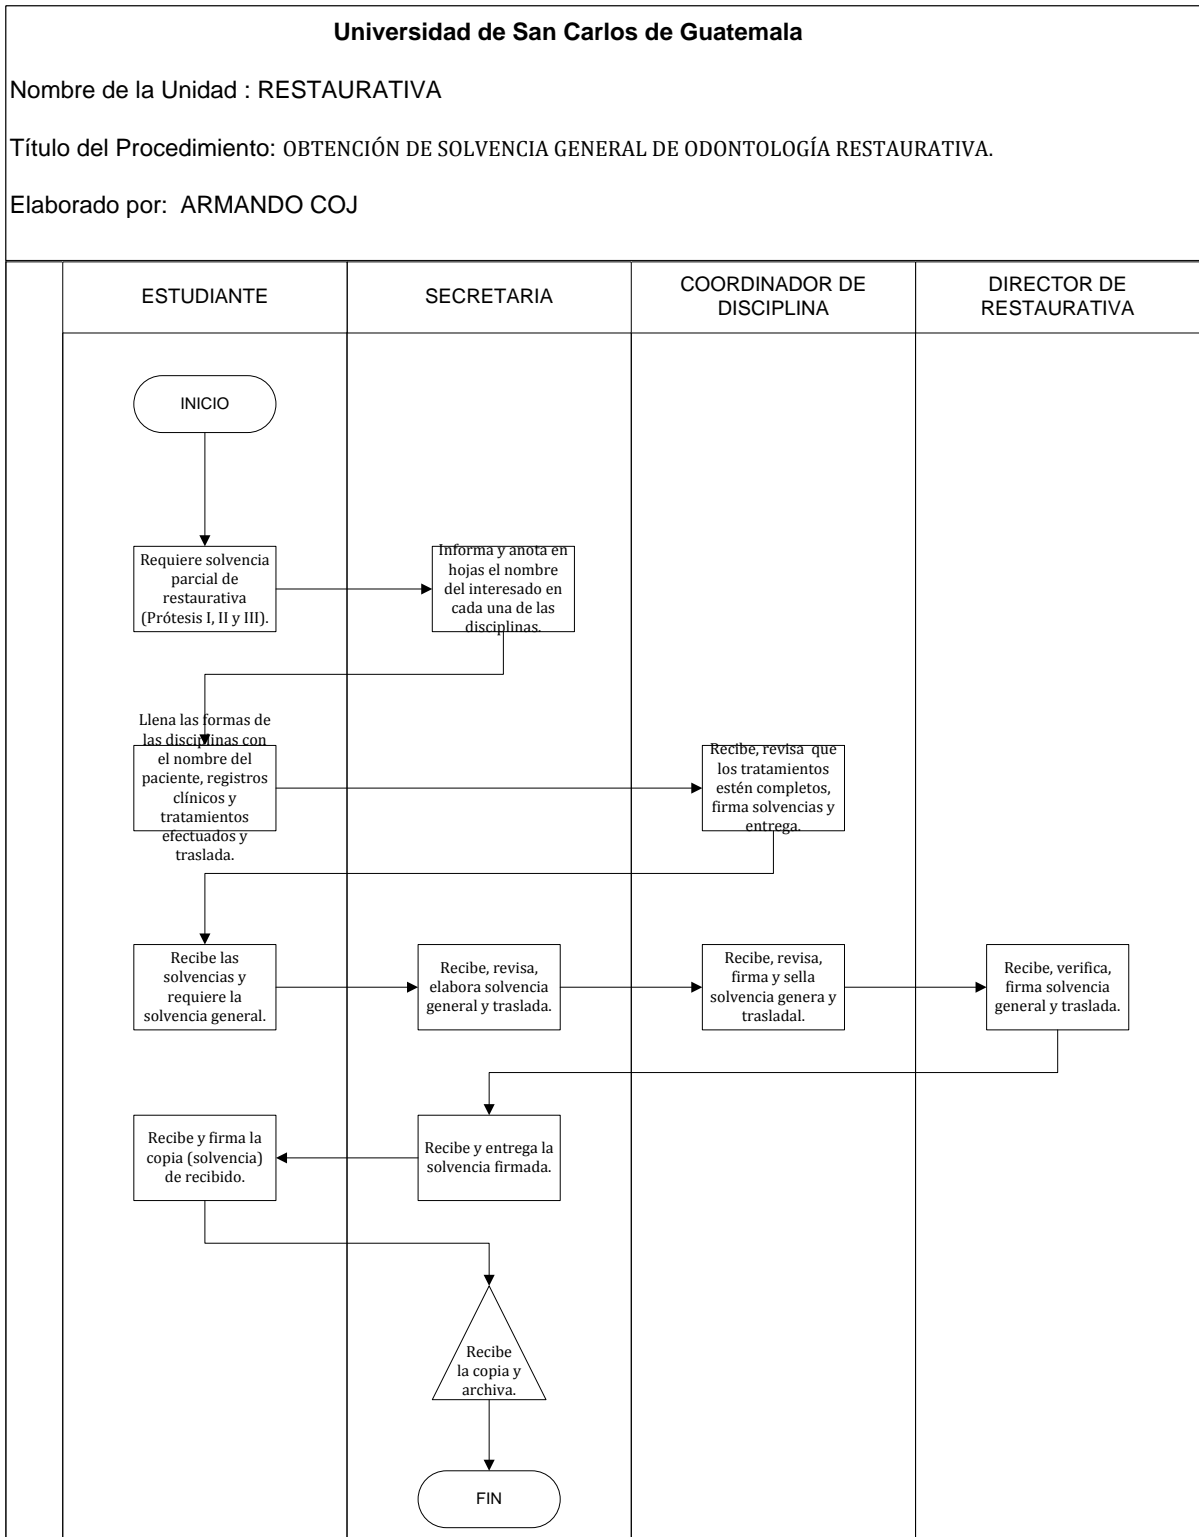 Universidad de San Carlos de Guatemala
Nombre de la Unidad : RESTAURATIVA
Título del Procedimiento: OBTENCIÓN DE SOLVENCIA GENERAL DE ODONTOLOGÍA RESTAURATIVA.
Elaborado por: ARMANDO COJ
ESTUDIANTE
SECRETARIA
COORDINADOR DE
DISCIPLINA
DIRECTOR DE
RESTAURATIVA
INICIO
Requiere solvencia
parcial de
restaurativa
(Prótesis I, II y III).
Informa y anota en
hojas el nombre
del interesado en
cada una de las
disciplinas.
Llena las formas de
las disciplinas con
el nombre del
paciente, registros
clínicos y
tratamientos
efectuados y
traslada.
Recibe, revisa que
los tratamientos
estén completos,
firma solvencias y
entrega.
Recibe las
solvencias y
requiere la
solvencia general.
Recibe, revisa,
elabora solvencia
general y traslada.
Recibe, revisa,
firma y sella
solvencia genera y
trasladal.
Recibe, verifica,
firma solvencia
general y traslada.
Recibe y firma la
copia (solvencia)
de recibido.
Recibe y entrega la
solvencia firmada.
Recibe
la copia y
archiva.
FIN